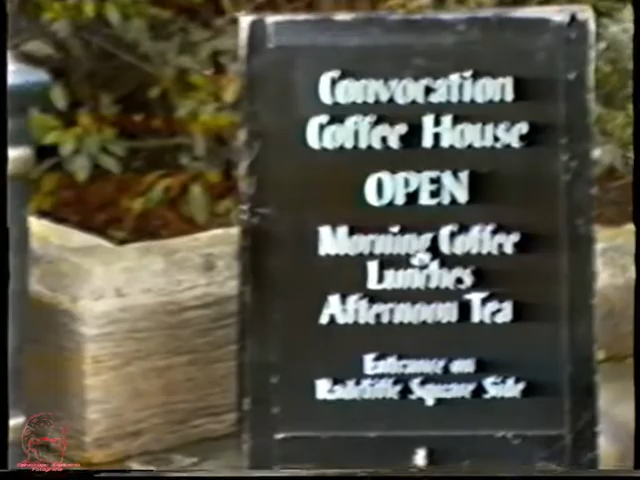 Convocation
Coffee House
OPEN
Morning Coffee
&
Lunches
Afternoon Tea
Entrance on
Radcliffe Square Side